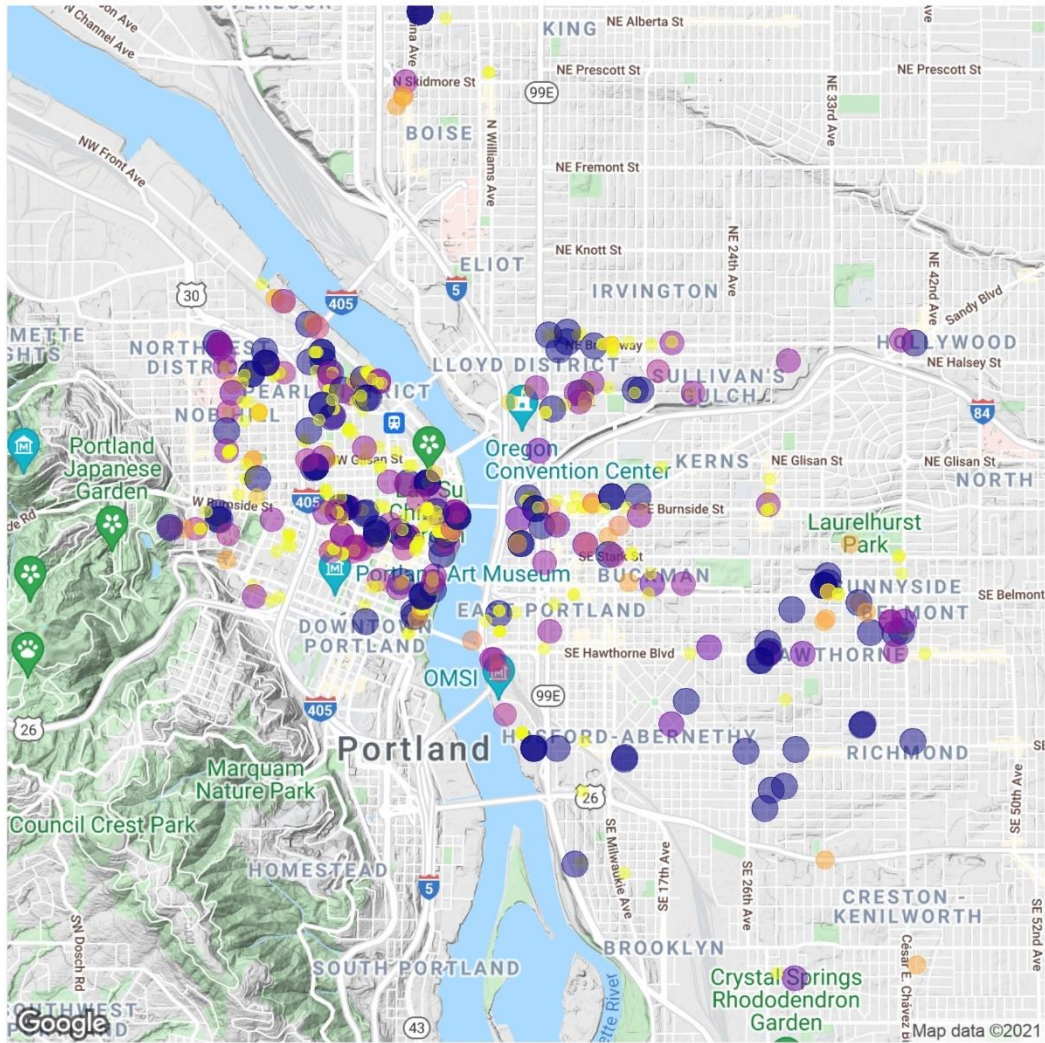 NE Alberta St
KING
N Channel Ave
N Skidmore St
NE Prescott St
NE Prescott St
99E
NE 33rd Ave
BOISE
NW Front Ave
N Williams Ave
NE Fremont St
NE Knott St
NE 24th Ave
NE 42nd Ave
ELIOT
30
405
5
IRVINGTON
Sandy Blvd
LLOYD DISTRICT
HOLLYWOOD
NE Halsey St
SULLIVAN'S
GULCH
NOB HILL
84
Portland
Japanese
Garden
Oregon
Convention Center
KERNS
NE Glisan St
NE Glisan St
NORTH
W Burnside St
405
E Burnside St
Laurelhurst
Park
SE Stark St
Portland Art Museum
BUCKMAN
SE Belmont
EAST PORTLAND
DOWNTOWN
PORTLAND
SE Hawthorne Blvd
OMSI
99E
26
405
Portland
HOSFORD-ABERNETHY
RICHMOND
Marquam
Nature Park
26
SE 50th Ave
Council Crest Park
SE Milwaukie Ave
SE 17th Ave
SE 26th Ave
HOMESTEAD
5
CRESTON -
KENILWORTH
SE 52nd Ave
SW Dosch Rd
BROOKLYN
SOUTH PORTLAND
Crystal Springs
Rhododendron
Garden
43
Google
Map data ©2021